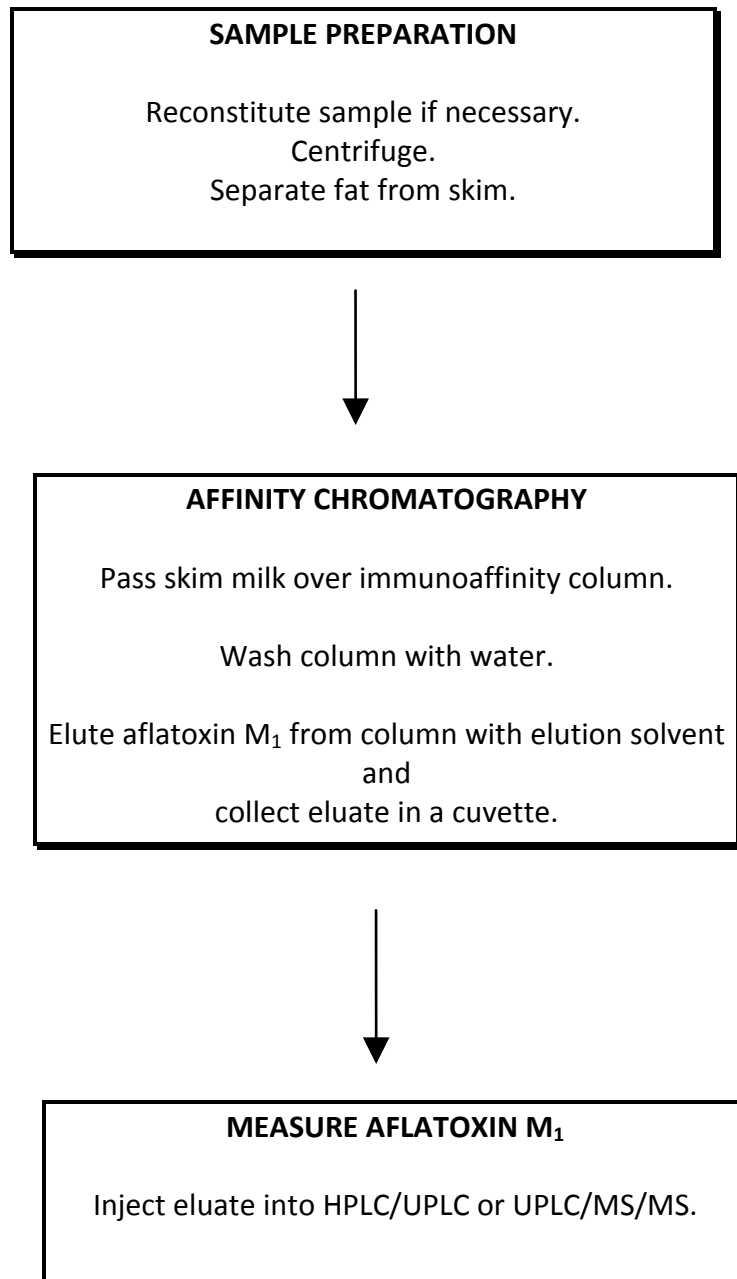 SAMPLE PREPARATION
Reconstitute sample if necessary.
Centrifuge.
Separate fat from skim.
AFFINITY CHROMATOGRAPHY
Pass skim milk over immunoaffinity column.
Wash column with water.
Elute aflatoxin M₁ from column with elution solvent
and
collect eluate in a cuvette.
MEASURE AFLATOXIN M₁
Inject eluate into HPLC/UPLC or UPLC/MS/MS.